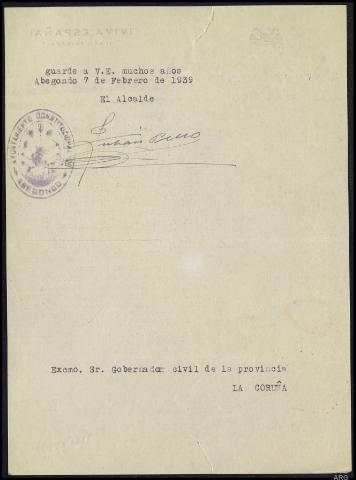 ¡VIVA ESPAÑA!
guarde a V.E. muchos años
Abegondo 7 de Febrero de 1939
El Alcalde
AYUNTAMIENTO CONSTITUCIONAL
ABEGONDO
Excmo. Sr. Gobernador civil de la provincia
LA CORUÑA
ARG